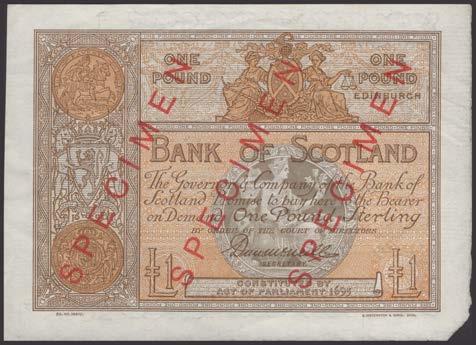 ONE
POUND
ONE
POUND
EDINBURGH
BANK OF SCOTLAND
The Governor & Company of the Bank of
Scotland Promise to pay here to the Bearer
on Demand One Pound Sterling
BY ORDER OF THE COURT OF DIRECTORS
SECRETARY
£1
CONSTITUTED BY
ACT OF PARLIAMENT 1695
£1
SPECIMEN
SPECIMEN
SPECIMEN